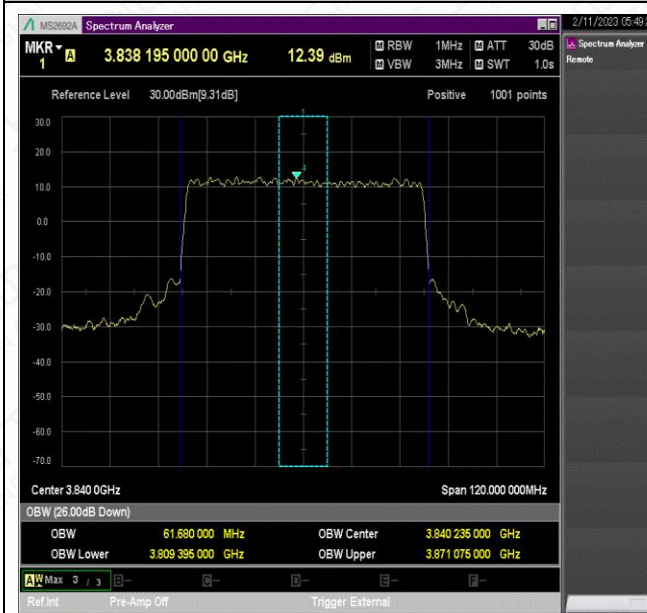 MS2692A Spectrum Analyzer
2/11/2023 05:49:
MKR 1 A 3.838 195 000 00 GHz 12.39 dBm
M RBW 1MHz M ATT 30dB
M VBW 3MHz M SWT 1.0s
Spectrum Analyzer
Remote
Reference Level 30.00dBm[9.31dB] Positive 1001 points
30.0
20.0
10.0
0.0
-10.0
-20.0
-30.0
-40.0
-50.0
-60.0
-70.0
1
Center 3.840 0GHz Span 120.000 000MHz
OBW (26.00dB Down)
OBW 61.680 000 MHz OBW Center 3.840 235 000 GHz
OBW Lower 3.809 395 000 GHz OBW Upper 3.871 075 000 GHz
A W Max 3 / 3 B- C- D- E- F-
Ref.Int Pre-Amp Off Trigger External